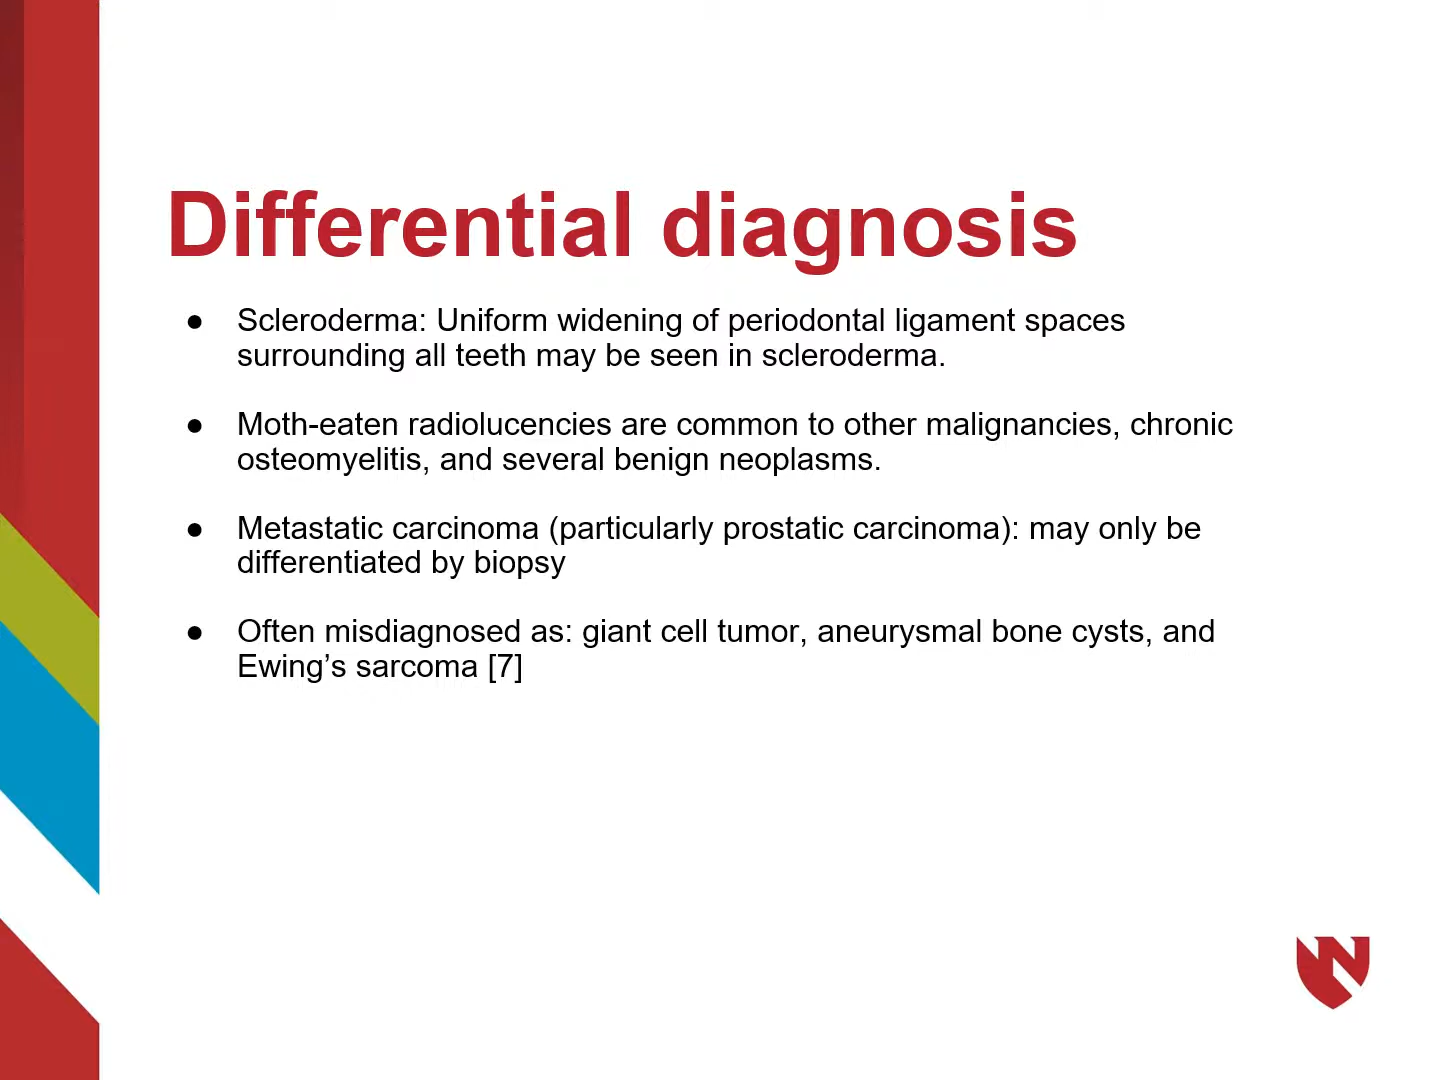 Differential diagnosis
● Scleroderma: Uniform widening of periodontal ligament spaces
surrounding all teeth may be seen in scleroderma.
● Moth-eaten radiolucencies are common to other malignancies, chronic
osteomyelitis, and several benign neoplasms.
● Metastatic carcinoma (particularly prostatic carcinoma): may only be
differentiated by biopsy
● Often misdiagnosed as: giant cell tumor, aneurysmal bone cysts, and
Ewing’s sarcoma [7]